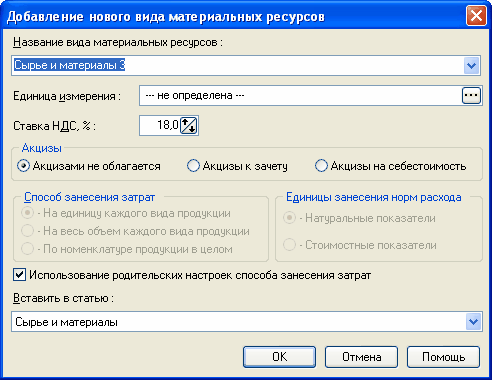 Добавление нового вида материальных ресурсов
Название вида материальных ресурсов :
Сырье и материалы 3
Единица измерения :
--- не определена ---
...
Ставка НДС, % :
18,0
Акцизы
Акцизами не облагается
Акцизы к зачету
Акцизы на себестоимость
Способ занесения затрат
Единицы занесения норм расхода
- На единицу каждого вида продукции
- Натуральные показатели
- На весь объем каждого вида продукции
- По номенклатуре продукции в целом
- Стоимостные показатели
Использование родительских настроек способа занесения затрат
Вставить в статью :
Сырье и материалы
OK
Отмена
Помощь